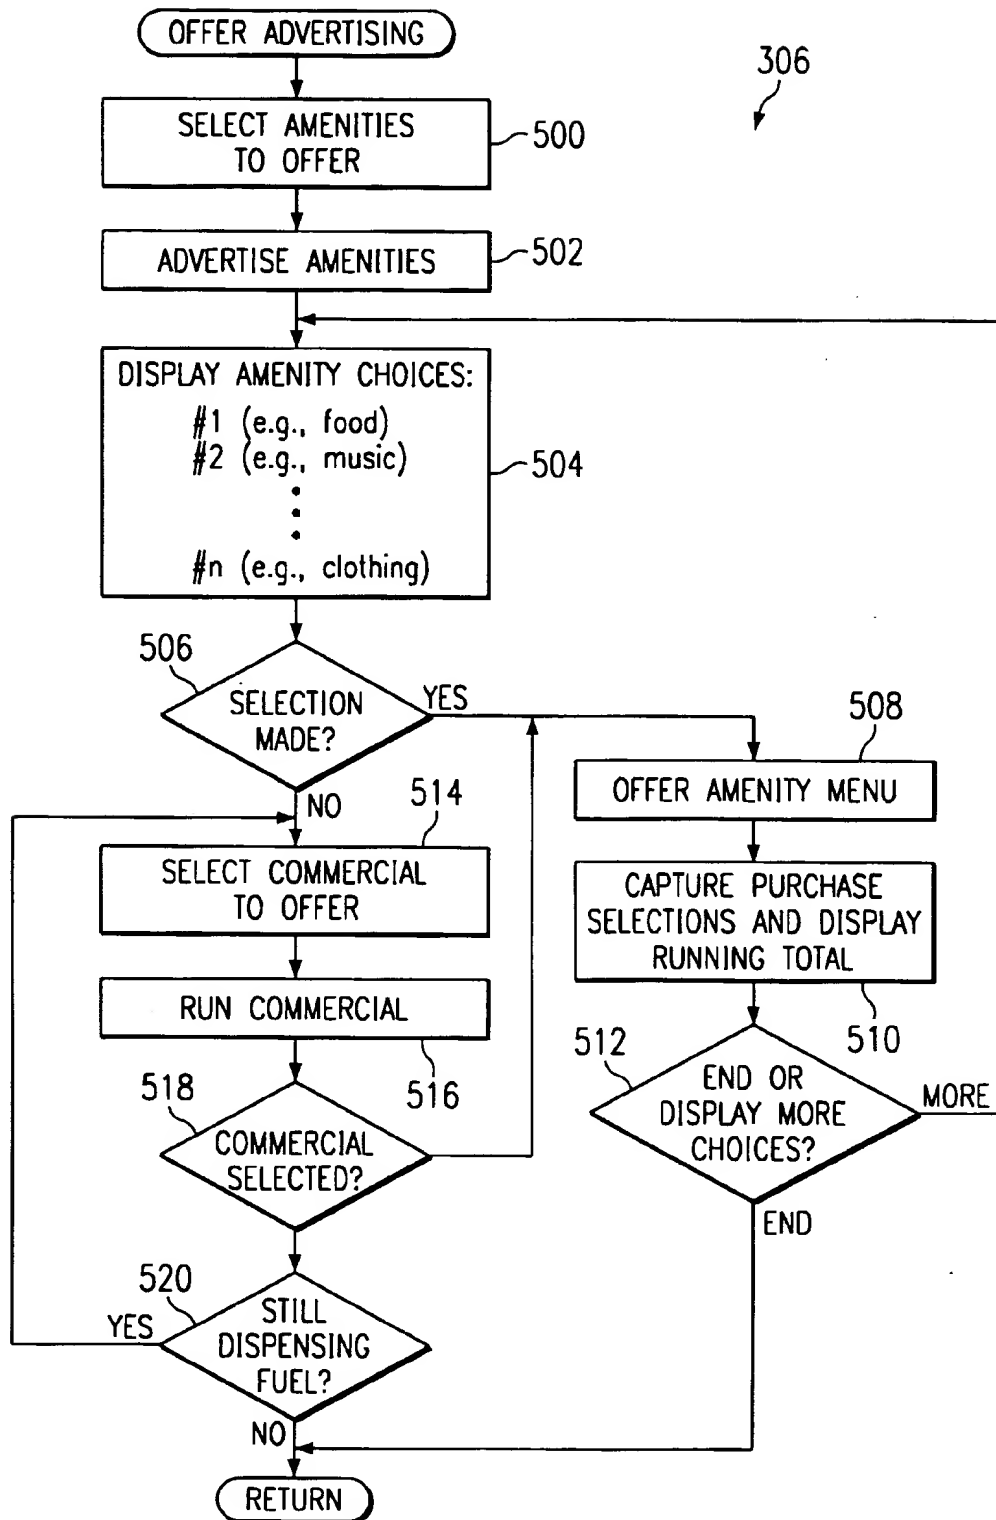 OFFER ADVERTISING
306
SELECT AMENITIES
TO OFFER
500
ADVERTISE AMENITIES
502
DISPLAY AMENITY CHOICES:
#1 (e.g., food)
#2 (e.g., music)
#n (e.g., clothing)
504
506
SELECTION
MADE?
YES
NO
508
OFFER AMENITY MENU
514
SELECT COMMERCIAL
TO OFFER
CAPTURE PURCHASE
SELECTIONS AND DISPLAY
RUNNING TOTAL
510
RUN COMMERCIAL
516
512
END OR
DISPLAY MORE
CHOICES?
MORE
END
518
COMMERCIAL
SELECTED?
520
STILL
DISPENSING
FUEL?
YES
NO
RETURN